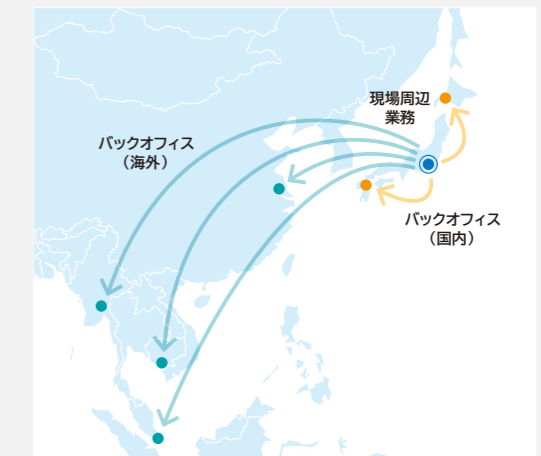 現場周辺
業務
バックオフィス
（海外）
バックオフィス
（国内）